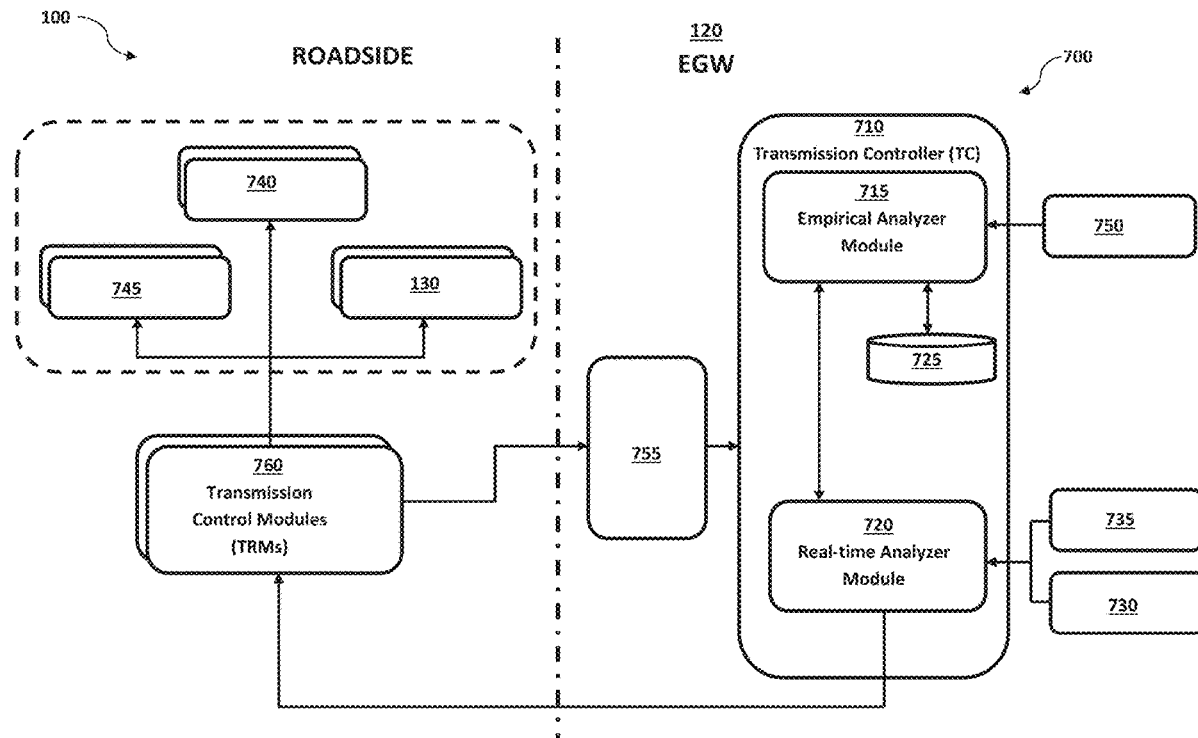 100
ROADSIDE
120
EGW
700
740
745
130
760
Transmission
Control Modules
(TRMs)
755
710
Transmission Controller (TC)
715
Empirical Analyzer
Module
725
720
Real-time Analyzer
Module
750
735
730